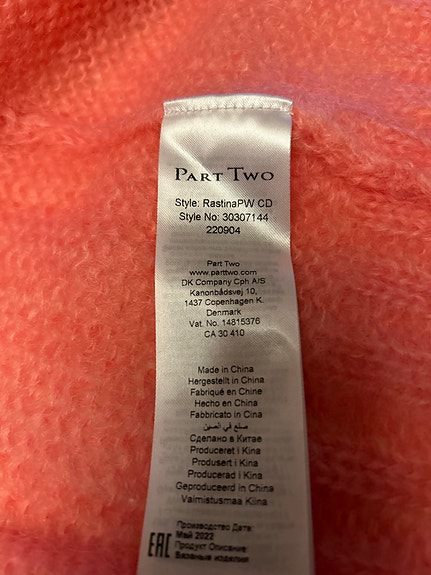 PART TWO
Style: RastinaPW CD
Style No: 30307144
220904
Part Two
www.parttwo.com
DK Company Cph A/S
Kanonbådsvej 10,
1437 Copenhagen K.
Denmark
Vat. No. 14815376
CA 30 410
Made in China
Hergestellt in China
Fabriqué en Chine
Hecho en China
Fabbricato in Cina
صنع في الصين
Сделано в Китае
Produceret i Kina
Produsert i Kina
Producerad i Kina
Geproduceerd in China
Valmistusmaa Kiina
Производство Дата:
Май 2022
EAC Продукт Описание:
Вязаные изделия